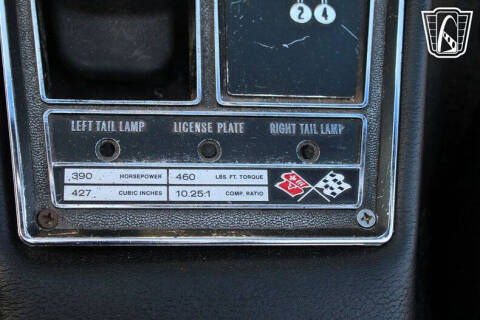 2 4
LEFT TAIL LAMP LICENSE PLATE RIGHT TAIL LAMP
390 HORSEPOWER 460 LBS. FT. TORQUE
427 CUBIC INCHES 10.25:1 COMP. RATIO